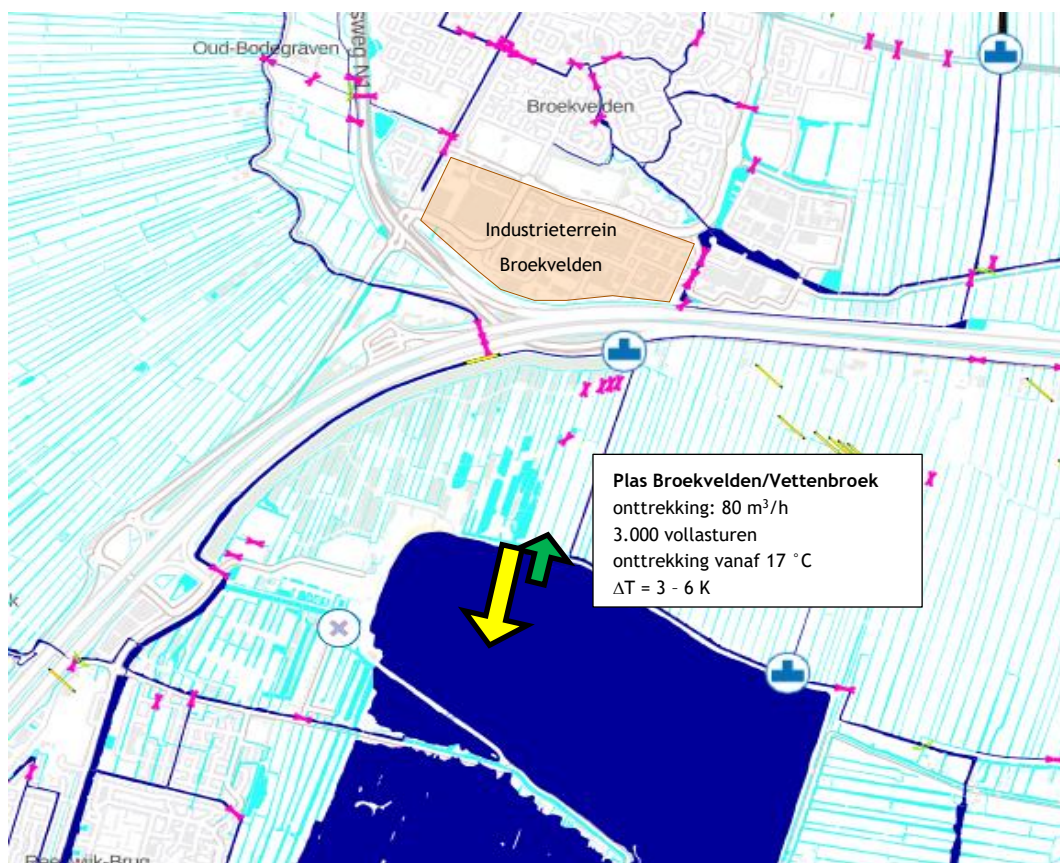 Oud-Bodegraven
Broekvelden
Industrieterrein
Broekvelden
Plas Broekvelden/Vettenbroek
onttrekking: 80 m³/h
3.000 vollasturen
onttrekking vanaf 17 °C
ΔT = 3 - 6 K